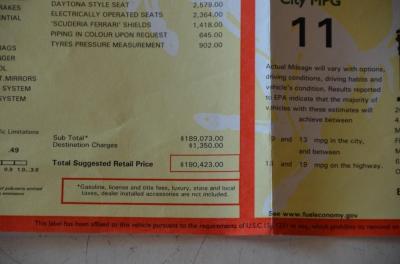 DAYTONA STYLE SEAT 2,579.00
ELECTRICALLY OPERATED SEATS 2,364.00
'SCUDERIA FERRARI' SHIELDS 1,418.00
PIPING IN COLOUR UPON REQUEST 645.00
TYRES PRESSURE MEASUREMENT 902.00
T.MIRRORS
SYSTEM
SYSTEM
Limitations
.49
Sub Total* $189,073.00
Destination Charges $1,350.00
Total Suggested Retail Price $190,423.00
*Gasoline, license and title fees, luxury, state and local
taxes, dealer installed accessories are not included.
This label has been affixed to this vehicle pursuant to the requirements of U.S.C.
City MPG
11
Actual Mileage will vary with options,
driving conditions, driving habits and
vehicle's condition. Results reported
to EPA indicate that the majority of
vehicles with these estimates will
achieve between
and 13 mpg in the city,
and between
and 19 mpg on the highway.
See www.fueleconomy.gov